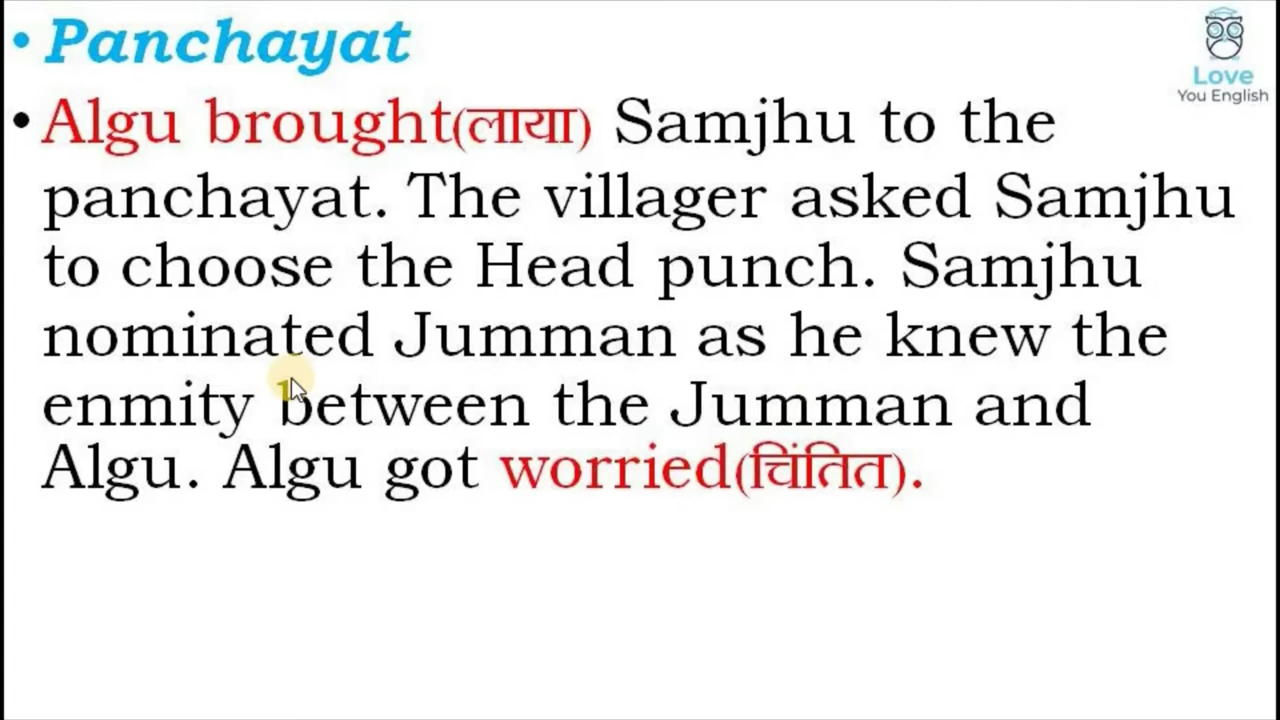 • Panchayat
Love
You English
• Algu brought(लाया) Samjhu to the
panchayat. The villager asked Samjhu
to choose the Head punch. Samjhu
nominated Jumman as he knew the
enmity between the Jumman and
Algu. Algu got worried(चिंतित).